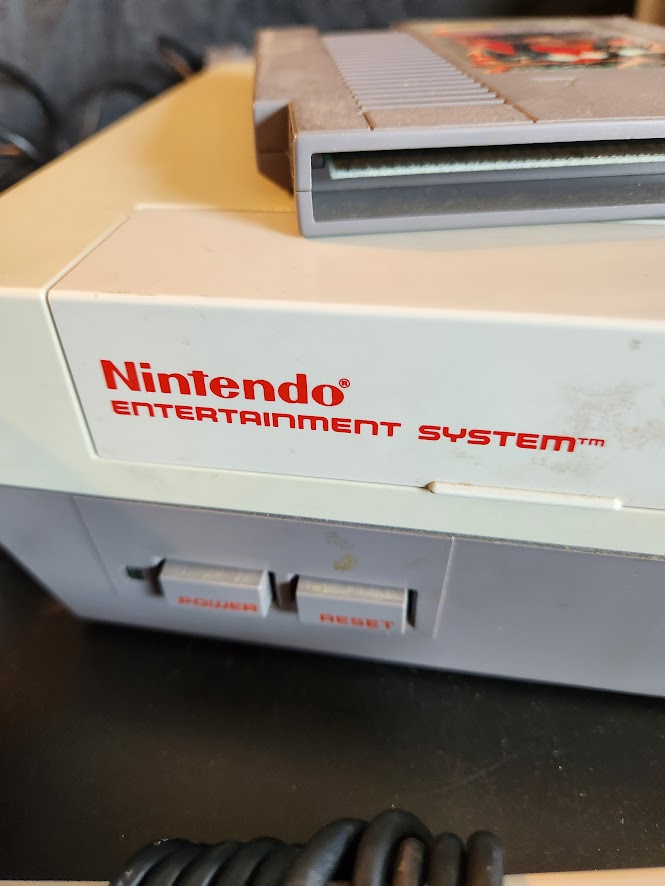 Nintendo®
ENTERTAINMENT SYSTEM™
POWER
RESET